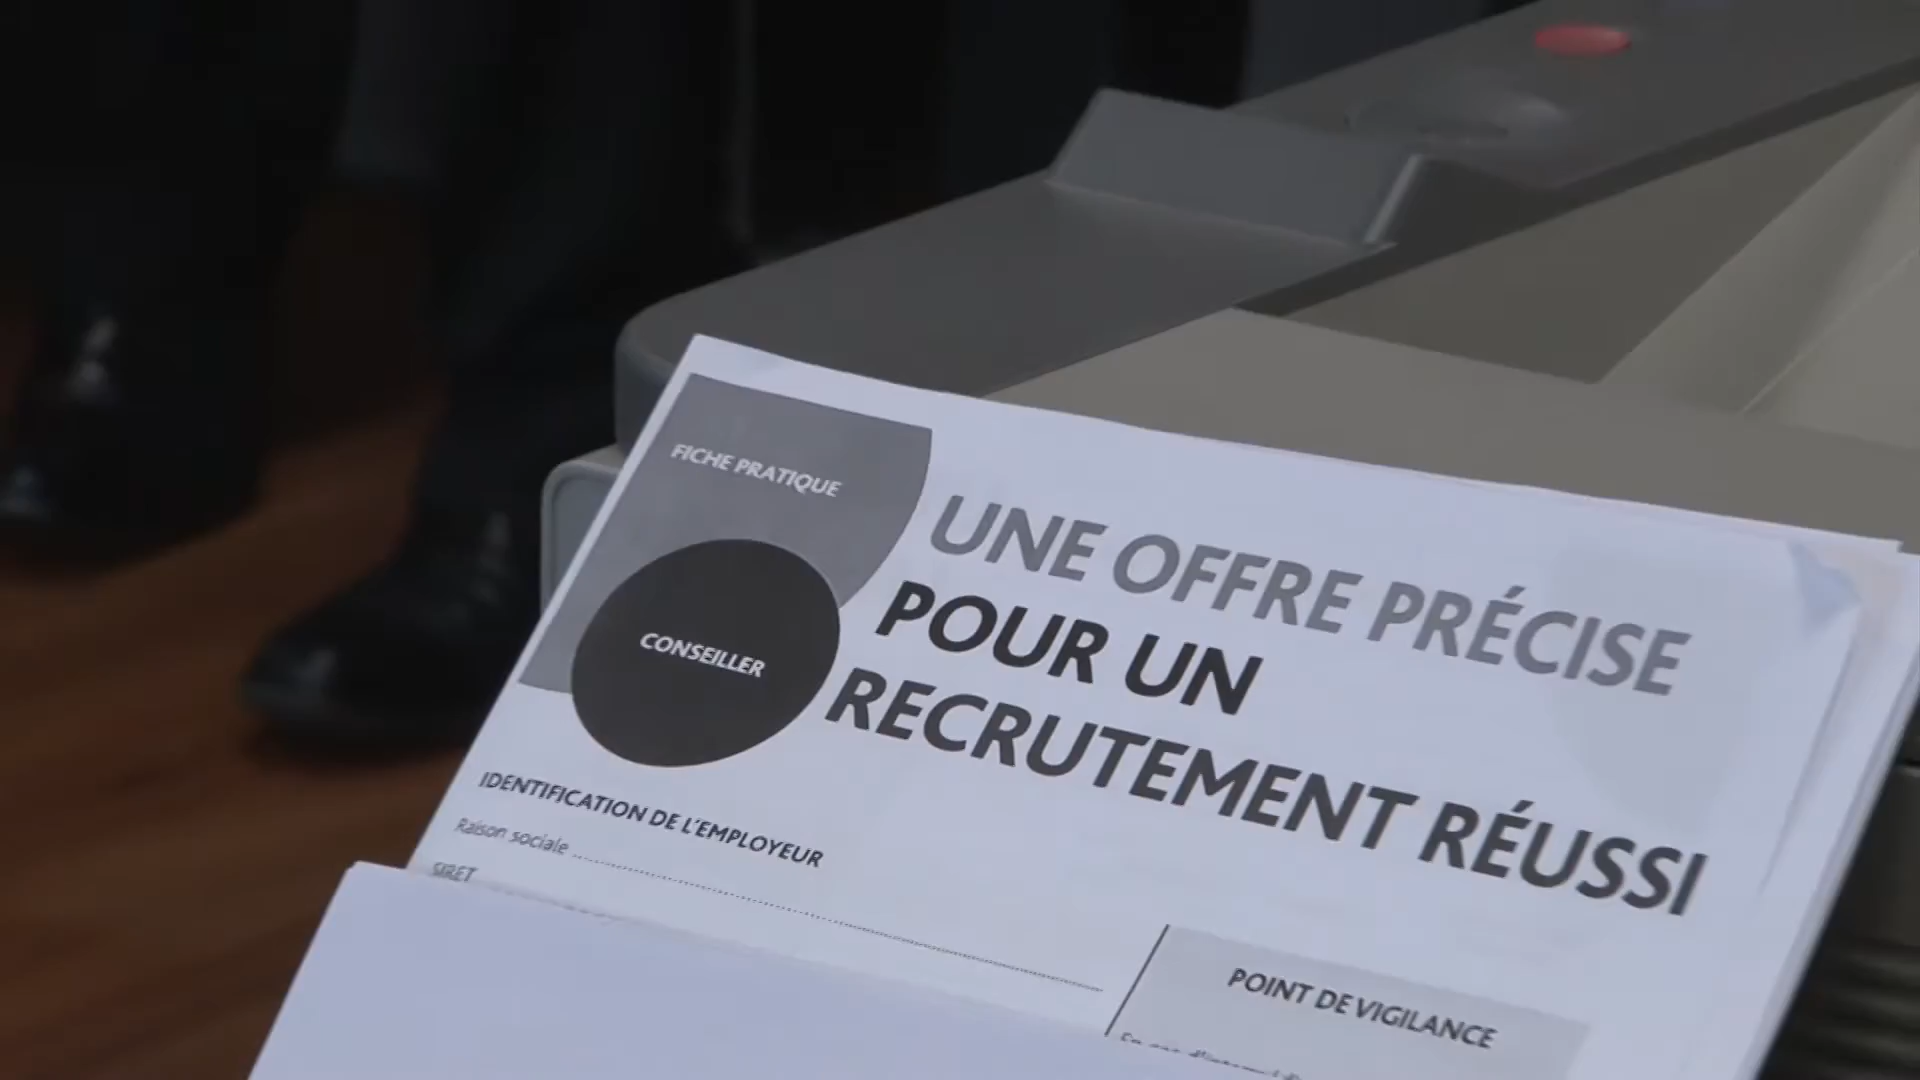 FICHE PRATIQUE
CONSEILLER
UNE OFFRE PRÉCISE
POUR UN
RECRUTEMENT RÉUSSI
IDENTIFICATION DE L'EMPLOYEUR
Raison sociale
SIRET
POINT DE VIGILANCE